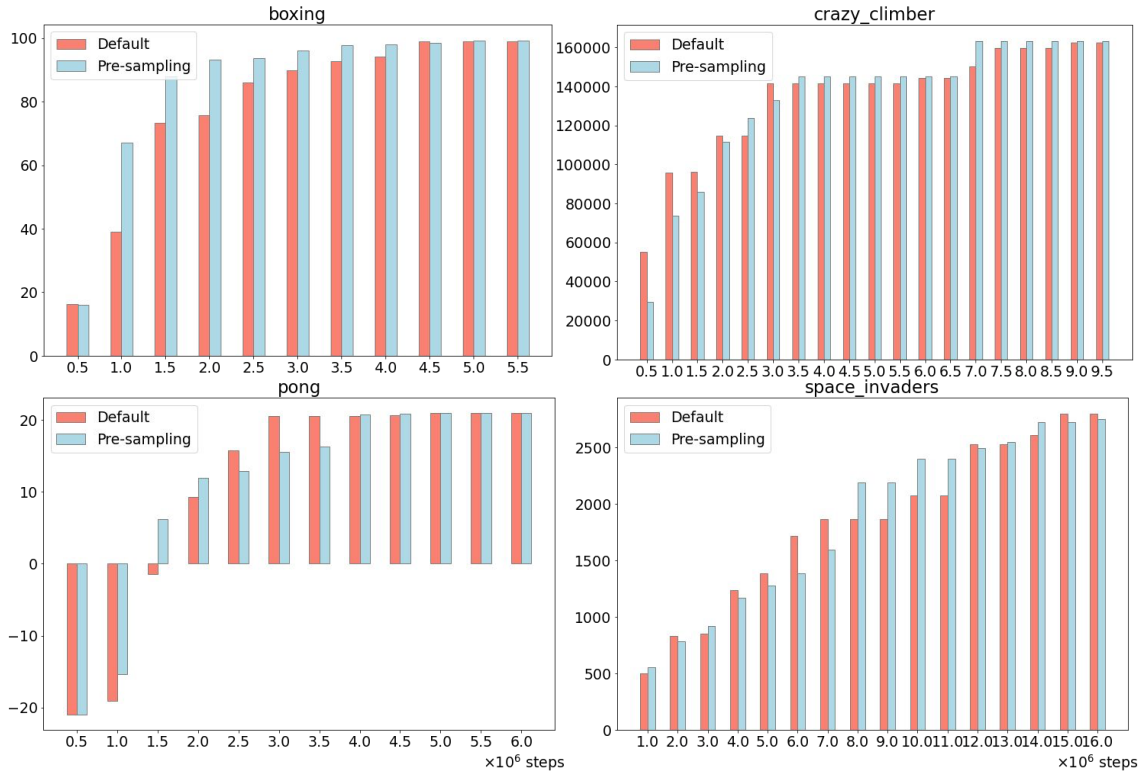 boxing
Default
Pre-sampling
100
80
60
40
20
0
0.5 1.0 1.5 2.0 2.5 3.0 3.5 4.0 4.5 5.0 5.5
crazy_climber
Default
Pre-sampling
160000
140000
120000
100000
80000
60000
40000
20000
0
0.5 1.0 1.5 2.0 2.5 3.0 3.5 4.0 4.5 5.0 5.5 6.0 6.5 7.0 7.5 8.0 8.5 9.0 9.5
pong
Default
Pre-sampling
20
10
0
−10
−20
0.5 1.0 1.5 2.0 2.5 3.0 3.5 4.0 4.5 5.0 5.5 6.0
×10⁶ steps
space_invaders
Default
Pre-sampling
2500
2000
1500
1000
500
0
1.0 2.0 3.0 4.0 5.0 6.0 7.0 8.0 9.0 10.0 11.0 12.0 13.0 14.0 15.0 16.0
×10⁶ steps